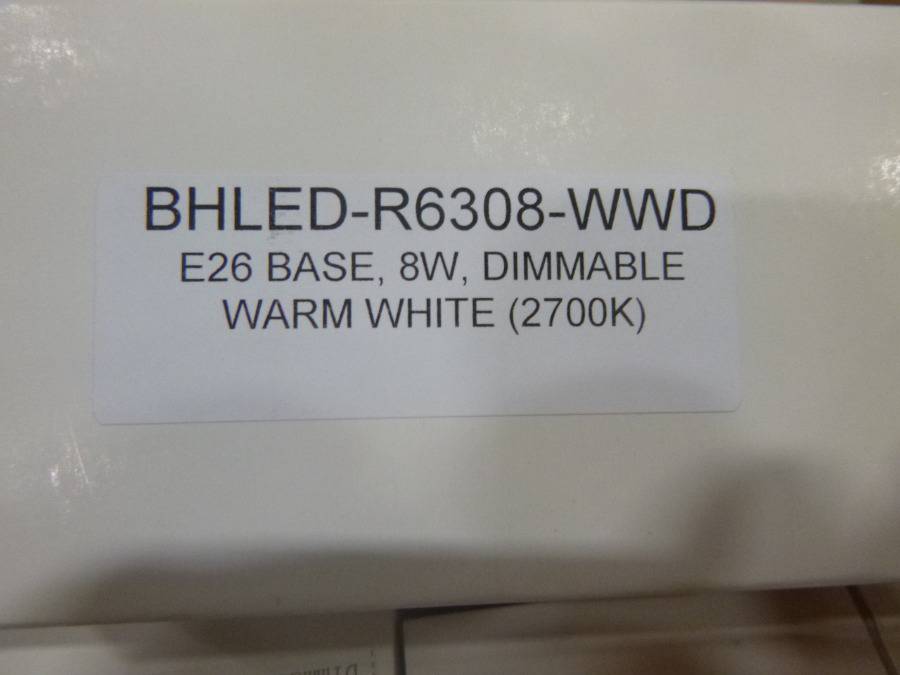 BHLED-R6308-WWD
E26 BASE, 8W, DIMMABLE
WARM WHITE (2700K)